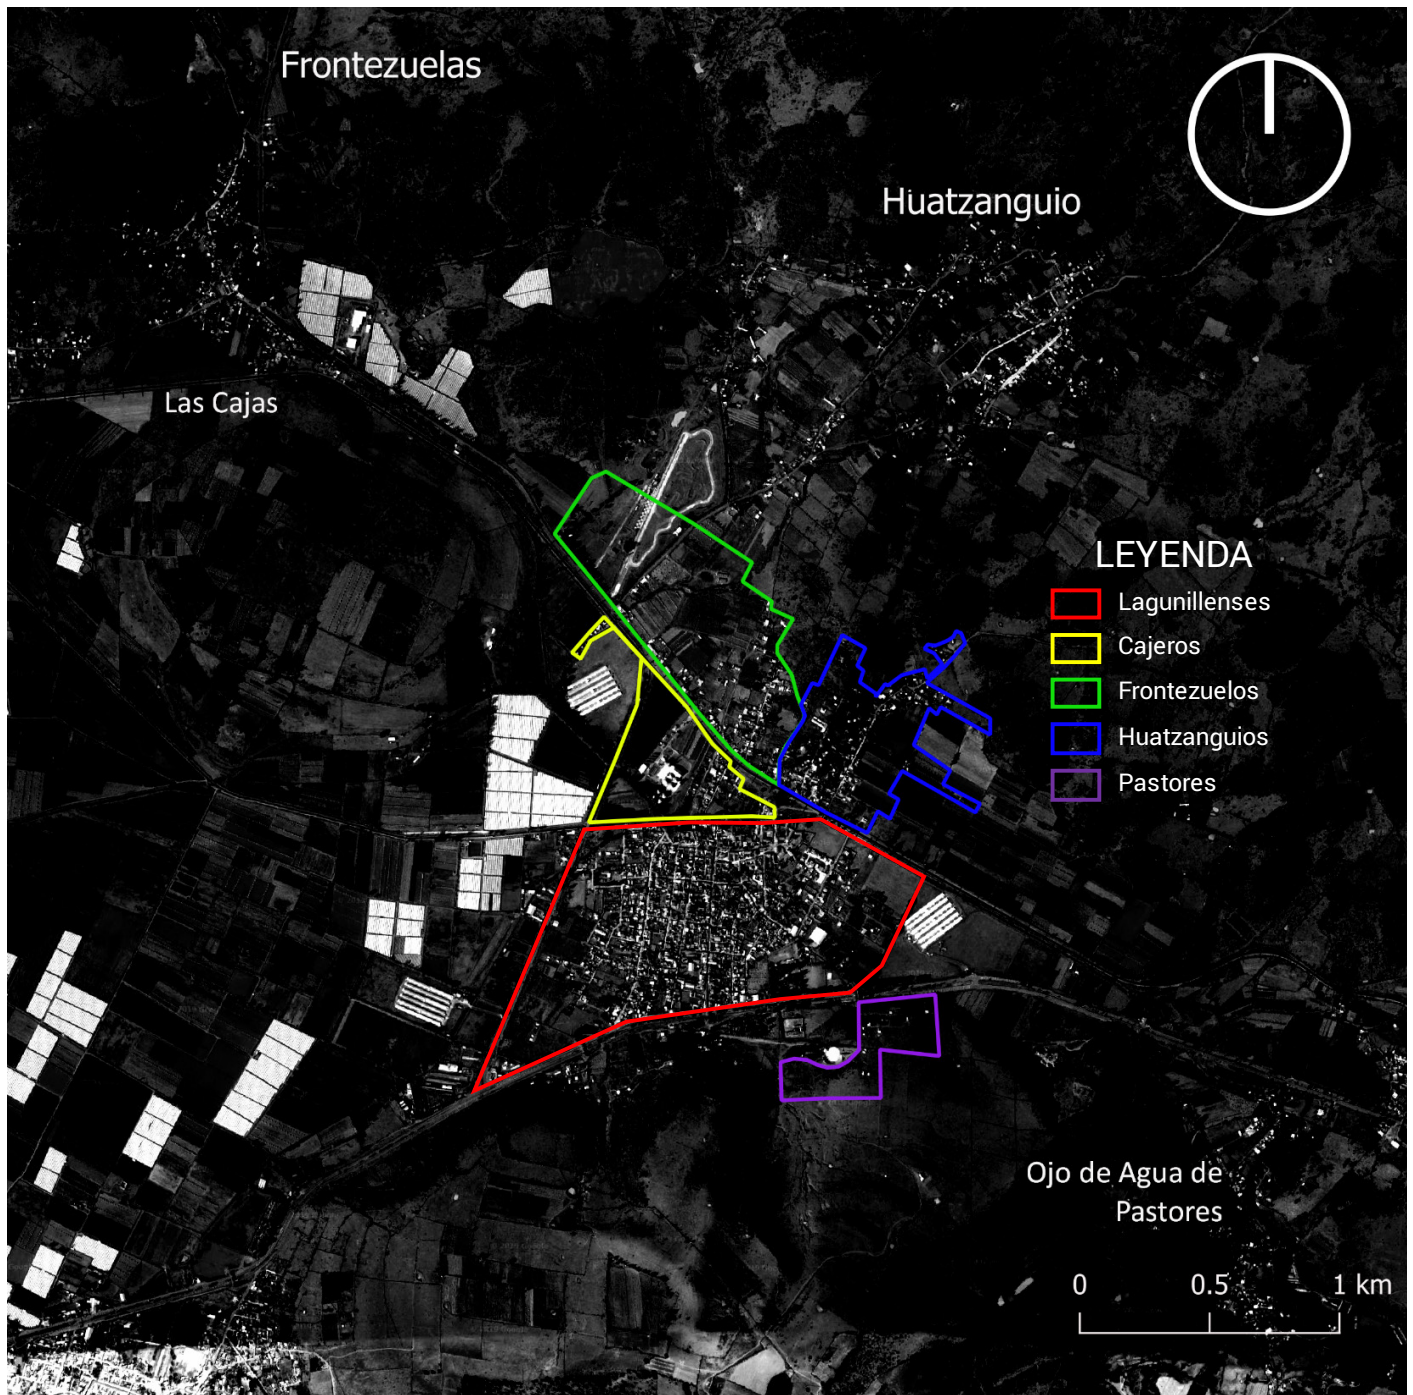 Frontezuelas
Huatzanguio
Las Cajas
LEYENDA
Lagunillenses
Cajeros
Frontezuelos
Huatzanguios
Pastores
Ojo de Agua de
Pastores
0 0.5 1 km